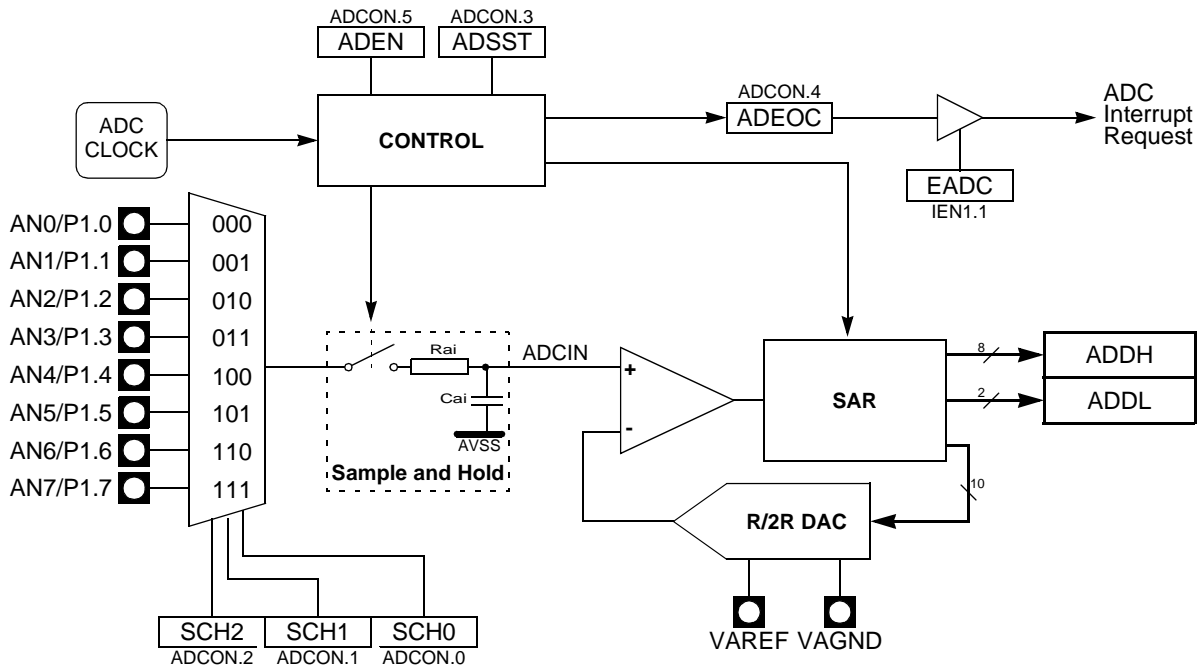 ADCON.5
ADEN
ADCON.3
ADSST
ADC
CLOCK
CONTROL
ADCON.4
ADEOC
ADC
Interrupt
Request
EADC
IEN1.1
AN0/P1.0
000
AN1/P1.1
001
AN2/P1.2
010
AN3/P1.3
011
AN4/P1.4
100
AN5/P1.5
101
AN6/P1.6
110
AN7/P1.7
111
Rai
Cai
AVSS
Sample and Hold
ADCIN
+
-
SAR
8
ADDH
2
ADDL
10
R/2R DAC
VAREF
VAGND
SCH2
SCH1
SCH0
ADCON.2
ADCON.1
ADCON.0